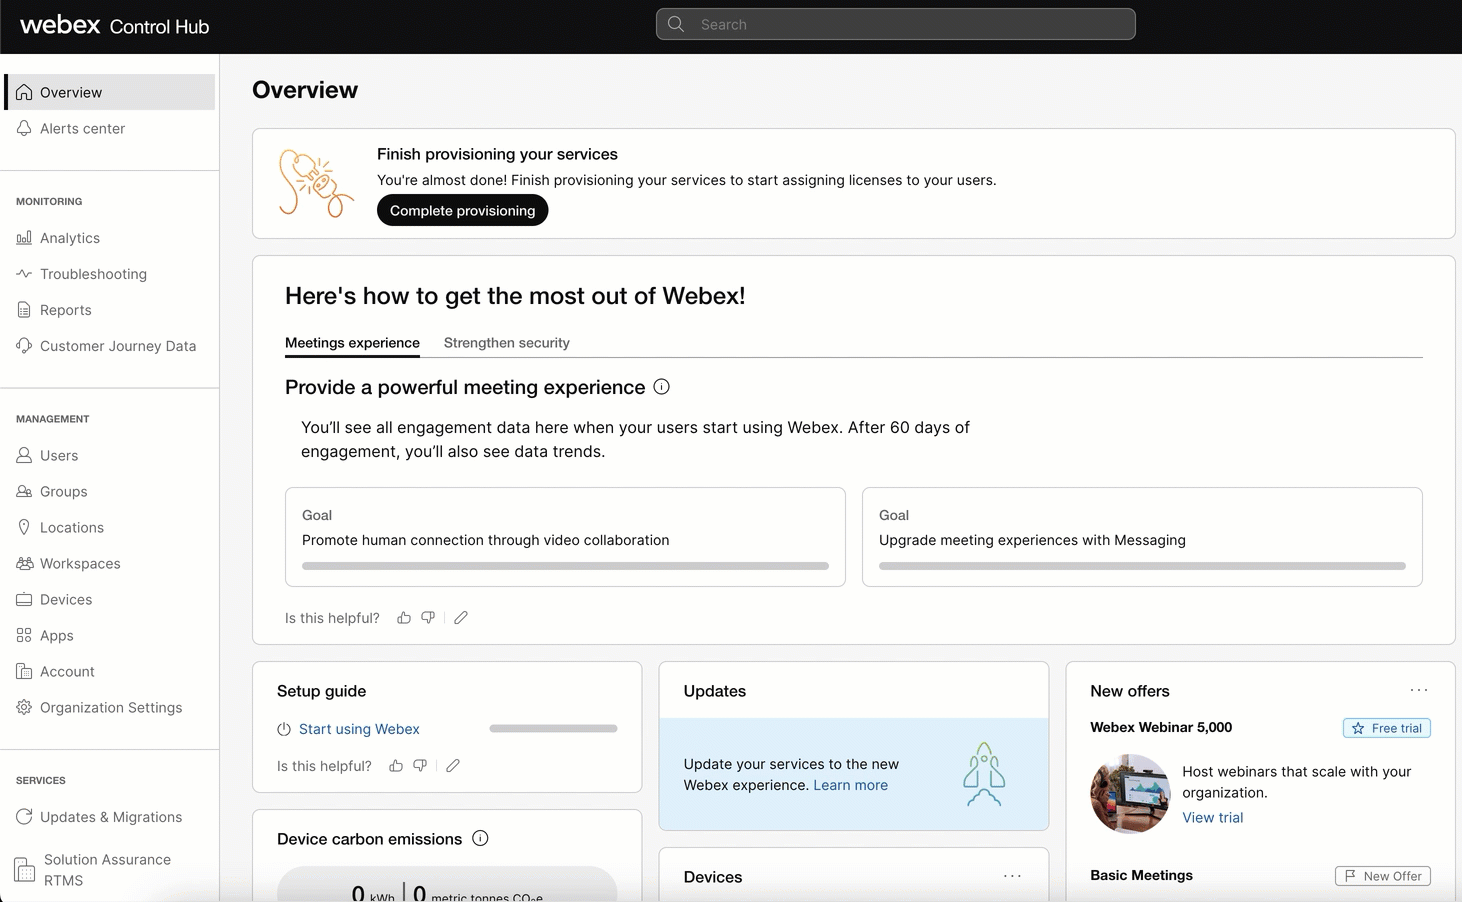 webex Control Hub
Search
Overview
Alerts center
MONITORING
Analytics
Troubleshooting
Reports
Customer Journey Data
MANAGEMENT
Users
Groups
Locations
Workspaces
Devices
Apps
Account
Organization Settings
SERVICES
Updates & Migrations
Solution Assurance
RTMS
Overview
Finish provisioning your services
You're almost done! Finish provisioning your services to start assigning licenses to your users.
Complete provisioning
Here's how to get the most out of Webex!
Meetings experience Strengthen security
Provide a powerful meeting experience
You’ll see all engagement data here when your users start using Webex. After 60 days of
engagement, you’ll also see data trends.
Goal
Promote human connection through video collaboration
Goal
Upgrade meeting experiences with Messaging
Is this helpful?
Setup guide
Start using Webex
Is this helpful?
Device carbon emissions
0 kWh | 0 metric tonnes CO₂e
Updates
Update your services to the new
Webex experience. Learn more
Devices
New offers
Webex Webinar 5,000
Free trial
Host webinars that scale with your
organization.
View trial
Basic Meetings
New Offer